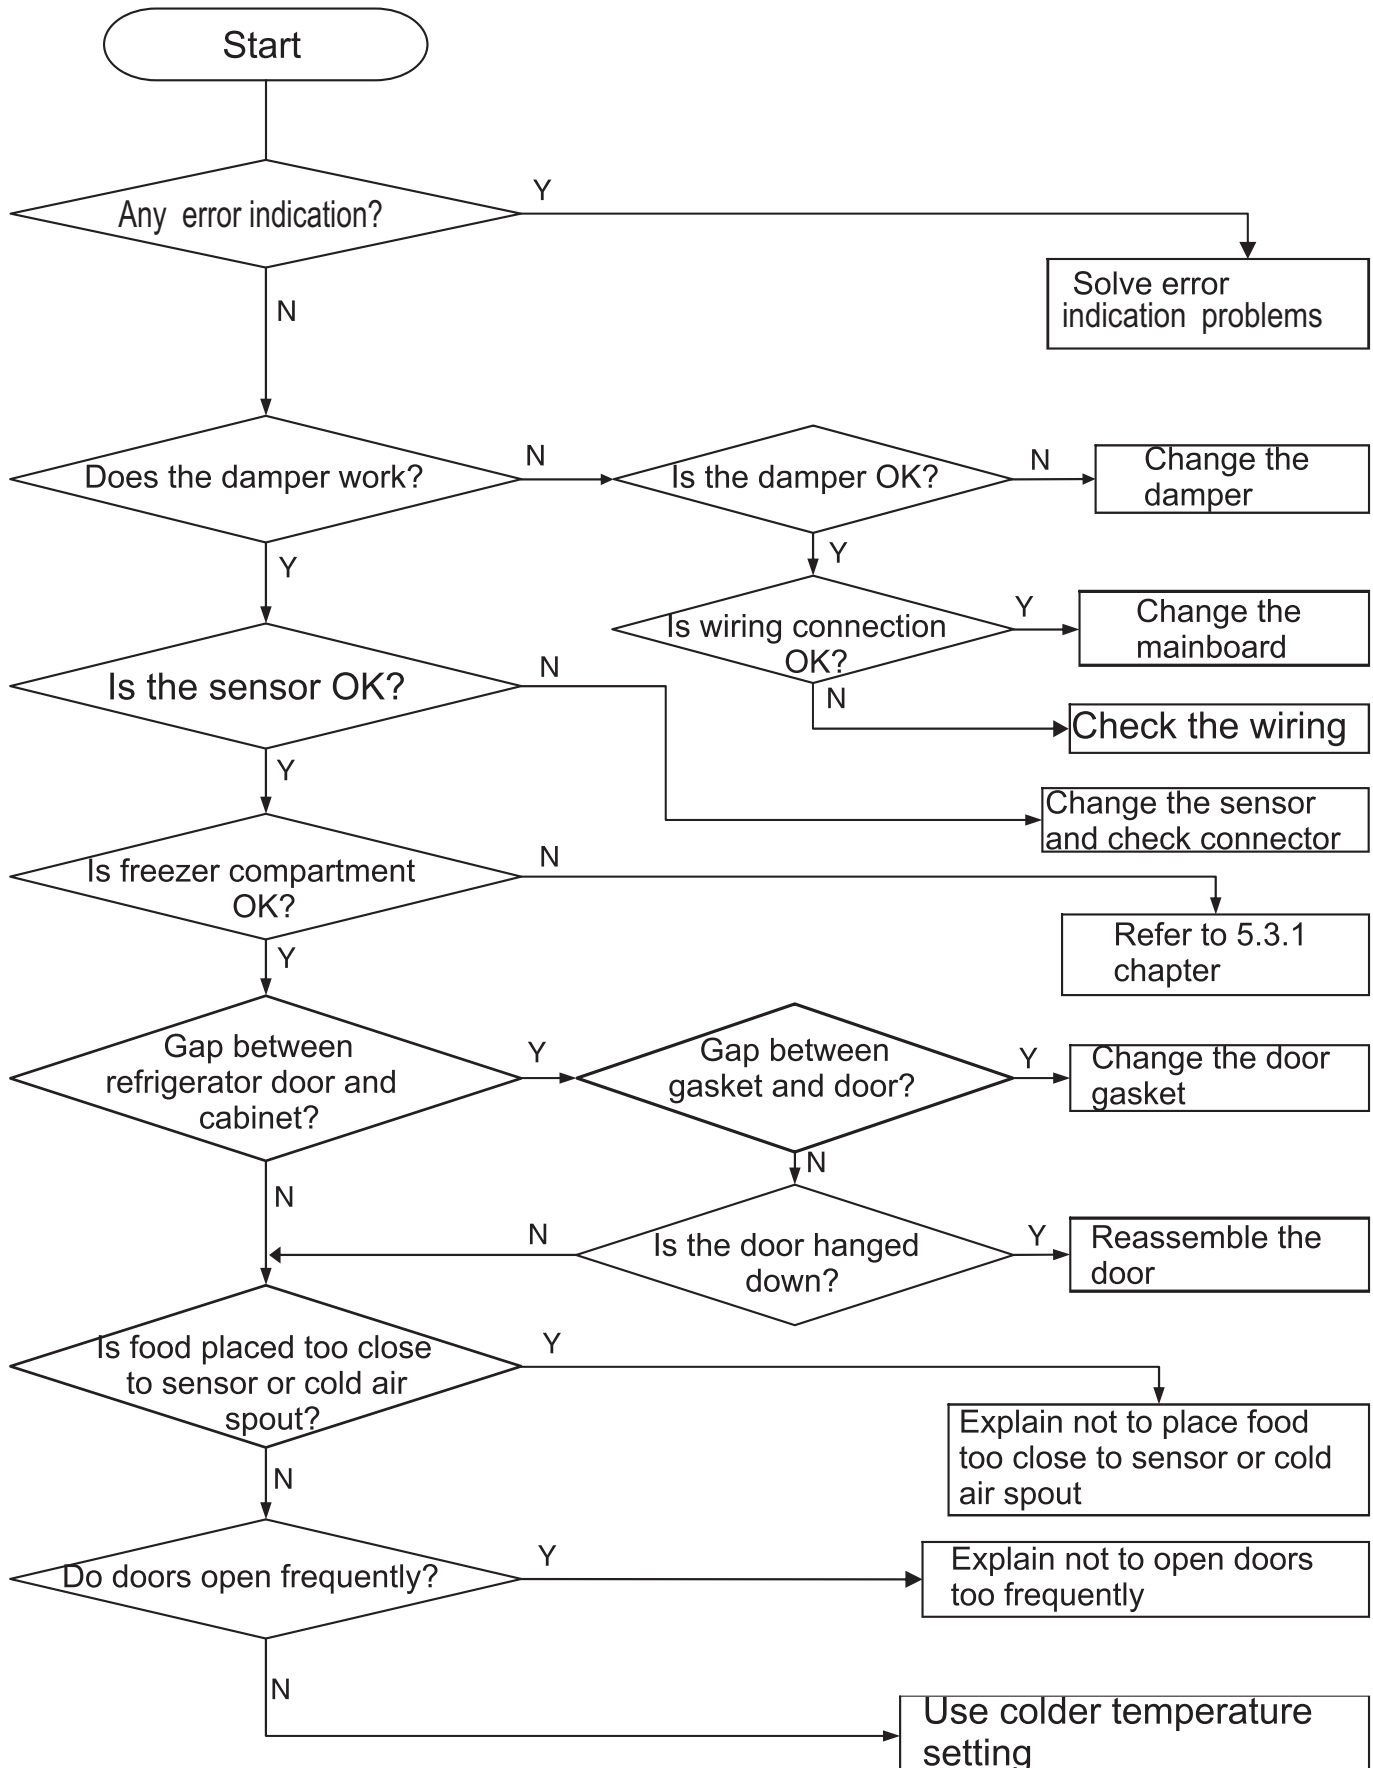 Start
Any error indication?
Y
Solve error
indication problems
N
Does the damper work?
N
Is the damper OK?
N
Change the
damper
Y
Y
Is wiring connection
OK?
Y
Change the
mainboard
N
Check the wiring
Is the sensor OK?
N
Change the sensor
and check connector
Y
Is freezer compartment
OK?
N
Refer to 5.3.1
chapter
Y
Gap between
refrigerator door and
cabinet?
Y
Gap between
gasket and door?
Y
Change the door
gasket
N
N
Is the door hanged
down?
Y
Reassemble the
door
N
Is food placed too close
to sensor or cold air
spout?
Y
Explain not to place food
too close to sensor or cold
air spout
N
Do doors open frequently?
Y
Explain not to open doors
too frequently
N
Use colder temperature
setting